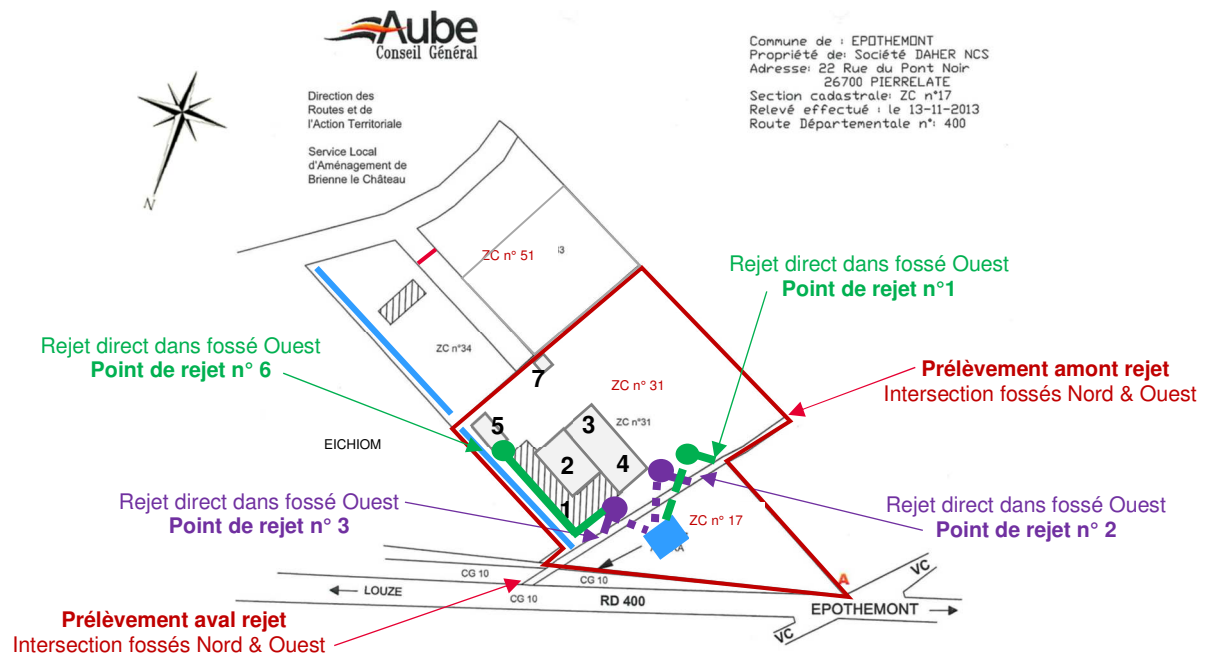 Aube
Conseil Général
Commune de : EPOTHEMONT
Propriété de: Société DAHER NCS
Adresse: 22 Rue du Pont Noir
26700 PIERRELATE
Section cadastrale: ZC n°17
Relevé effectué : le 13-11-2013
Route Départementale n°: 400
Direction des
Routes et de
l'Action Territoriale
Service Local
d'Aménagement de
Brienne le Château
N
ZC n° 51
Rejet direct dans fossé Ouest
Point de rejet n°1
Rejet direct dans fossé Ouest
Point de rejet n° 6
ZC n°34
7
ZC n° 31
Prélèvement amont rejet
Intersection fossés Nord & Ouest
5
3
ZC n°31
EICHIOM
2
4
1
Rejet direct dans fossé Ouest
Point de rejet n° 3
Rejet direct dans fossé Ouest
Point de rejet n° 2
ZC n° 17
CG 10
CG 10
A
VC
LOUZE
CG 10
RD 400
EPOTHEMONT
VC
Prélèvement aval rejet
Intersection fossés Nord & Ouest